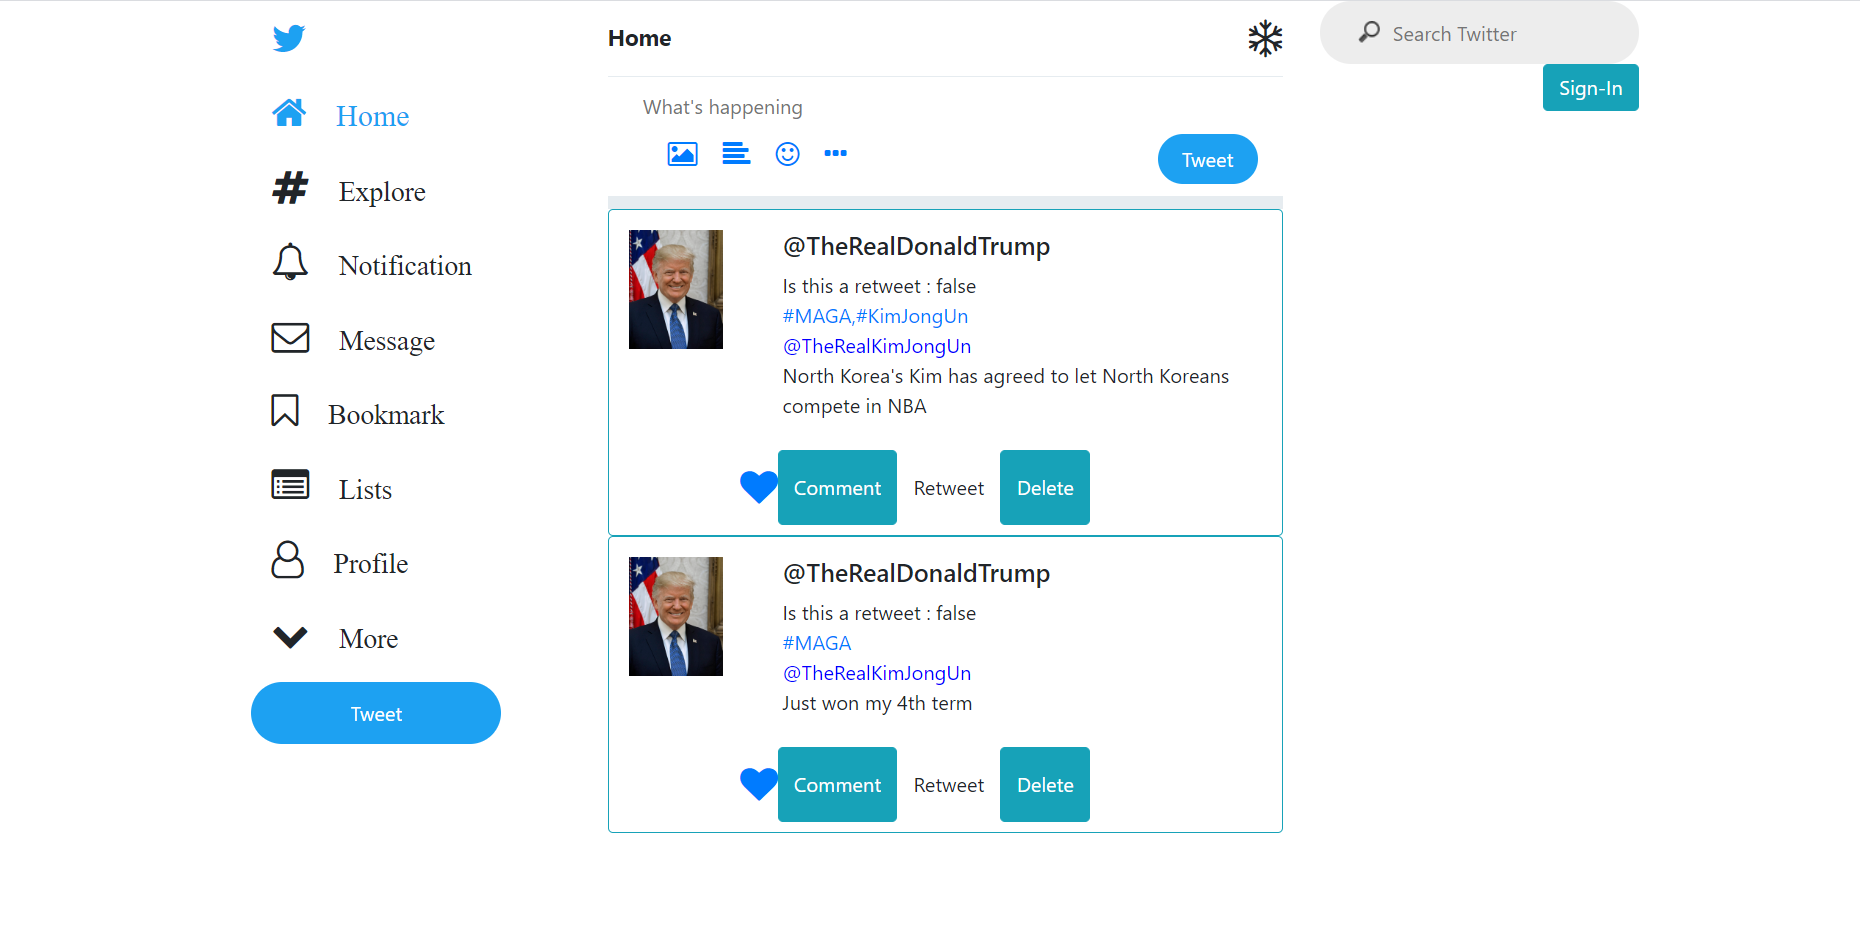 Home
Explore
Notification
Message
Bookmark
Lists
Profile
More
Tweet
Home
What's happening
Tweet
@TheRealDonaldTrump
Is this a retweet : false
#MAGA,#KimJongUn
@TheRealKimJongUn
North Korea's Kim has agreed to let North Koreans
compete in NBA
Comment Retweet Delete
@TheRealDonaldTrump
Is this a retweet : false
#MAGA
@TheRealKimJongUn
Just won my 4th term
Comment Retweet Delete
Search Twitter
Sign-In